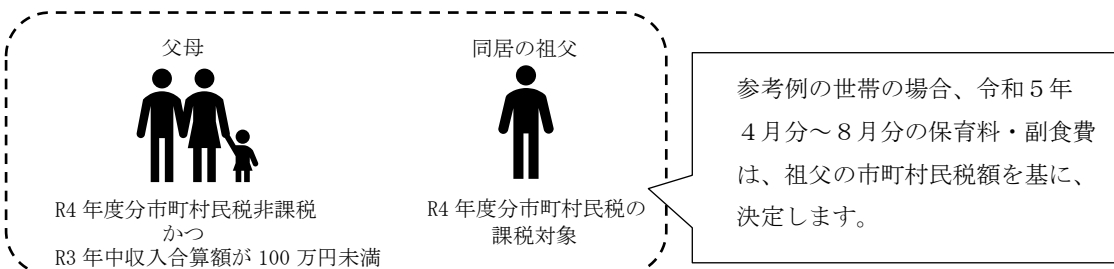 父母
R4 年度分市町村民税非課税
かつ
R3 年中収入合算額が 100 万円未満
同居の祖父
R4 年度分市町村民税の
課税対象
参考例の世帯の場合、令和５年
４月分～８月分の保育料・副食費
は、祖父の市町村民税額を基に、
決定します。